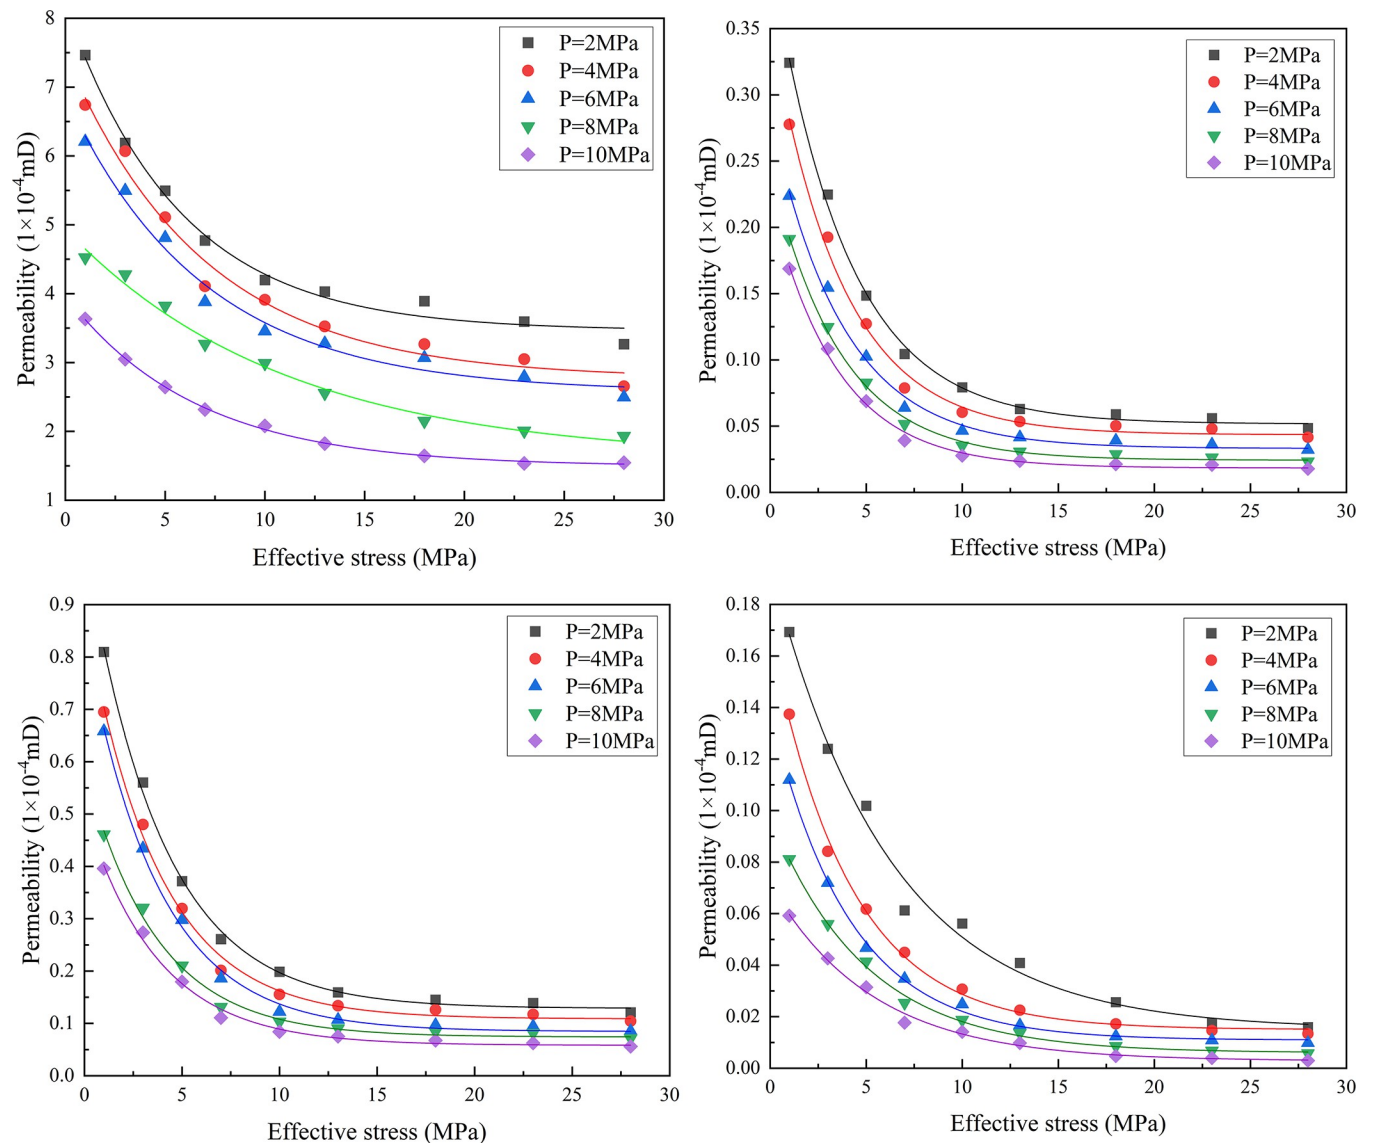 8
7
6
5
4
3
2
1
0
5
10
15
20
25
30
Permeability (1×10⁻⁴mD)
Effective stress (MPa)
P=2MPa
P=4MPa
P=6MPa
P=8MPa
P=10MPa
0.35
0.30
0.25
0.20
0.15
0.10
0.05
0.00
0
5
10
15
20
25
30
Permeability (1×10⁻⁴mD)
Effective stress (MPa)
P=2MPa
P=4MPa
P=6MPa
P=8MPa
P=10MPa
0.9
0.8
0.7
0.6
0.5
0.4
0.3
0.2
0.1
0.0
0
5
10
15
20
25
30
Permeability (1×10⁻⁴mD)
Effective stress (MPa)
P=2MPa
P=4MPa
P=6MPa
P=8MPa
P=10MPa
0.18
0.16
0.14
0.12
0.10
0.08
0.06
0.04
0.02
0.00
0
5
10
15
20
25
30
Permeability (1×10⁻⁴mD)
Effective stress (MPa)
P=2MPa
P=4MPa
P=6MPa
P=8MPa
P=10MPa